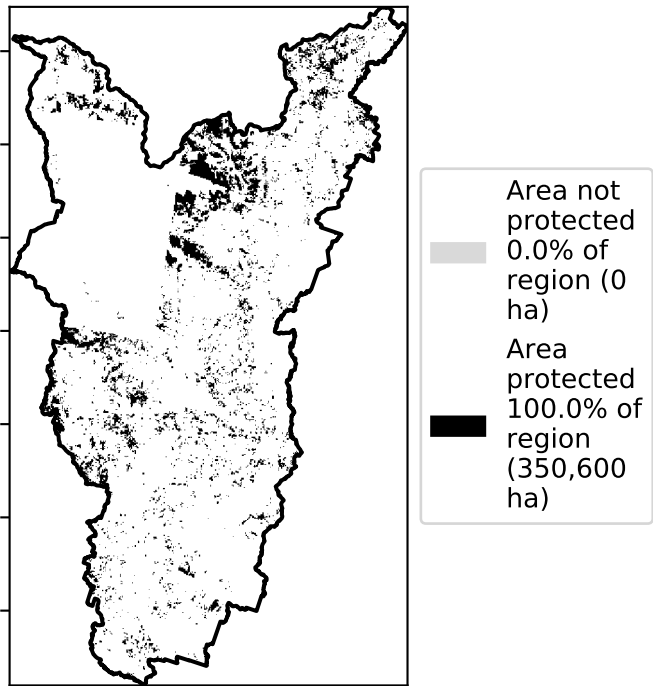 Area not
protected
0.0% of
region (0
ha)
Area
protected
100.0% of
region
(350,600
ha)